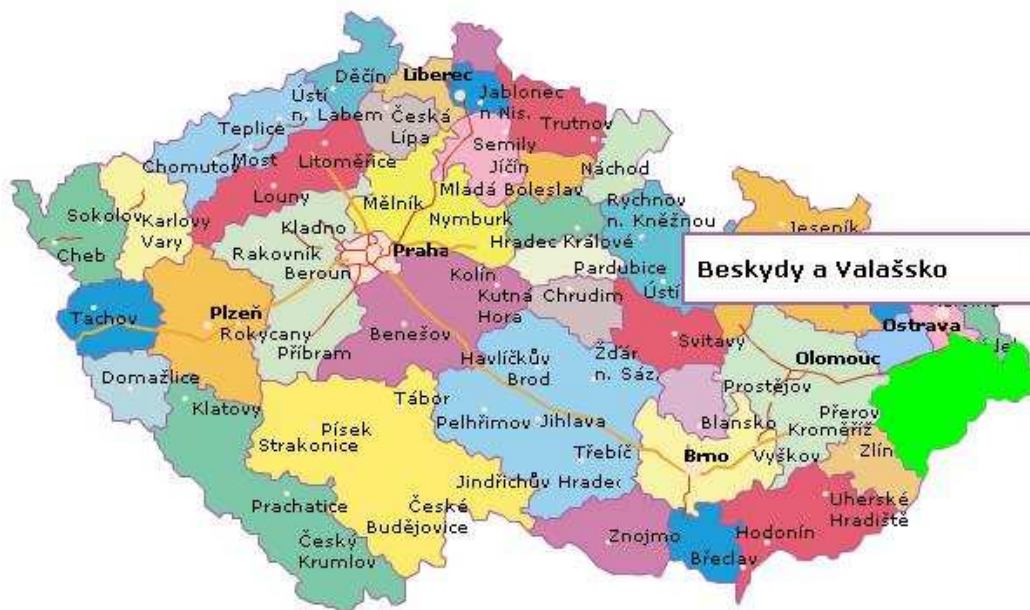 Děčín
Liberec
Ústí
n. Labem
Jablonec
n Nis.
Česká
Lípa
Teplice
Trutnov
Most
Chomutov
Litoměřice
Semily
Jíčín
Náchod
Louny
Mladá Boleslav
Mělník
Rychnov
n. Kněžnou
Sokolov
Karlovy
Vary
Nymburk
Jeseník
Kladno
Hradec Králové
Cheb
Rakovník
Praha
Beroun
Kolín
Pardubice
Beskydy a Valašsko
Kutná
Hora
Chrudim
Ústí
Tachov
Plzeň
Rokycany
Benešov
Svitavy
Ostrava
Příbram
Havlíčkův
Brod
Žďár
n. Sáz.
Olomouc
Domažlice
Klatovy
Tábor
Prostějov
Písek
Strakonice
Pelhřimov
Jihlava
Blansko
Přerov
Kroměříž
Třebíč
Brno
Vyškov
Zlín
Jindřichův Hradec
Prachatice
České
Budějovice
Uherské
Hradiště
Český
Krumlov
Znojmo
Hodonín
Břeclav